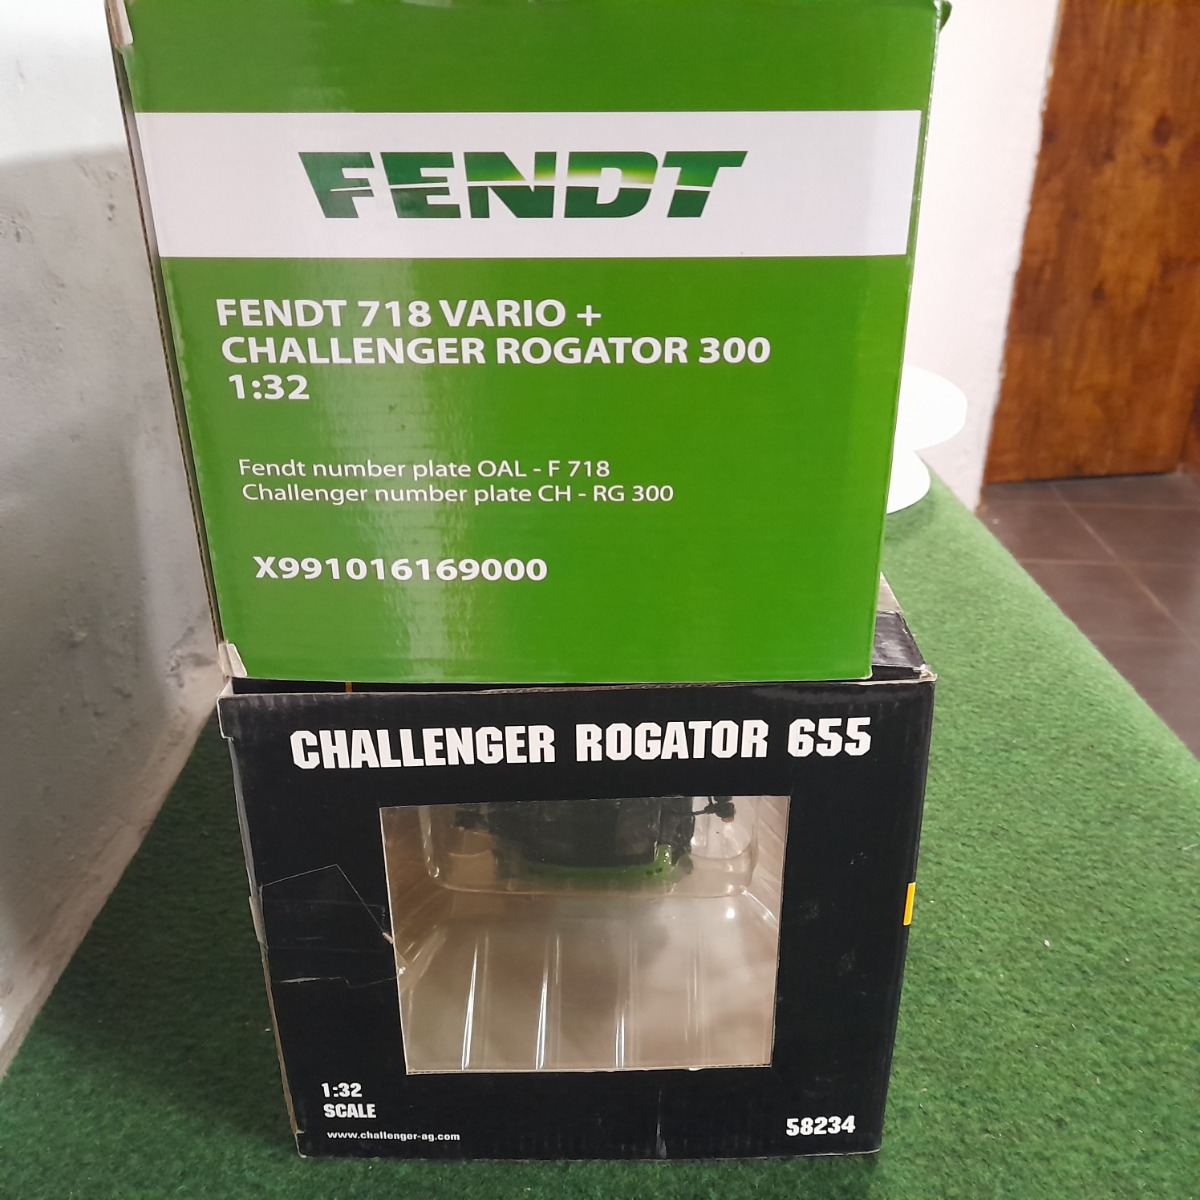 FENDT
FENDT 718 VARIO +
CHALLENGER ROGATOR 300
1:32
Fendt number plate OAL - F 718
Challenger number plate CH - RG 300
X991016169000
CHALLENGER ROGATOR 655
1:32
SCALE
www.challenger-ag.com
58234